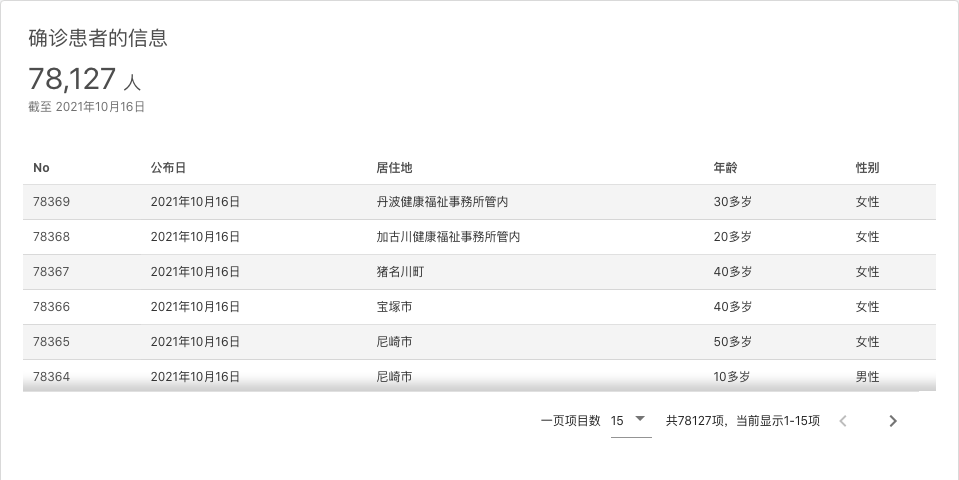 确诊患者的信息
78,127 人
截至 2021年10月16日
No 公布日 居住地 年龄 性别
78369 2021年10月16日 丹波健康福祉事務所管内 30多岁 女性
78368 2021年10月16日 加古川健康福祉事務所管内 20多岁 女性
78367 2021年10月16日 猪名川町 40多岁 女性
78366 2021年10月16日 宝塚市 40多岁 女性
78365 2021年10月16日 尼崎市 50多岁 女性
78364 2021年10月16日 尼崎市 10多岁 男性
一页项目数 15 共78127项，当前显示1-15项